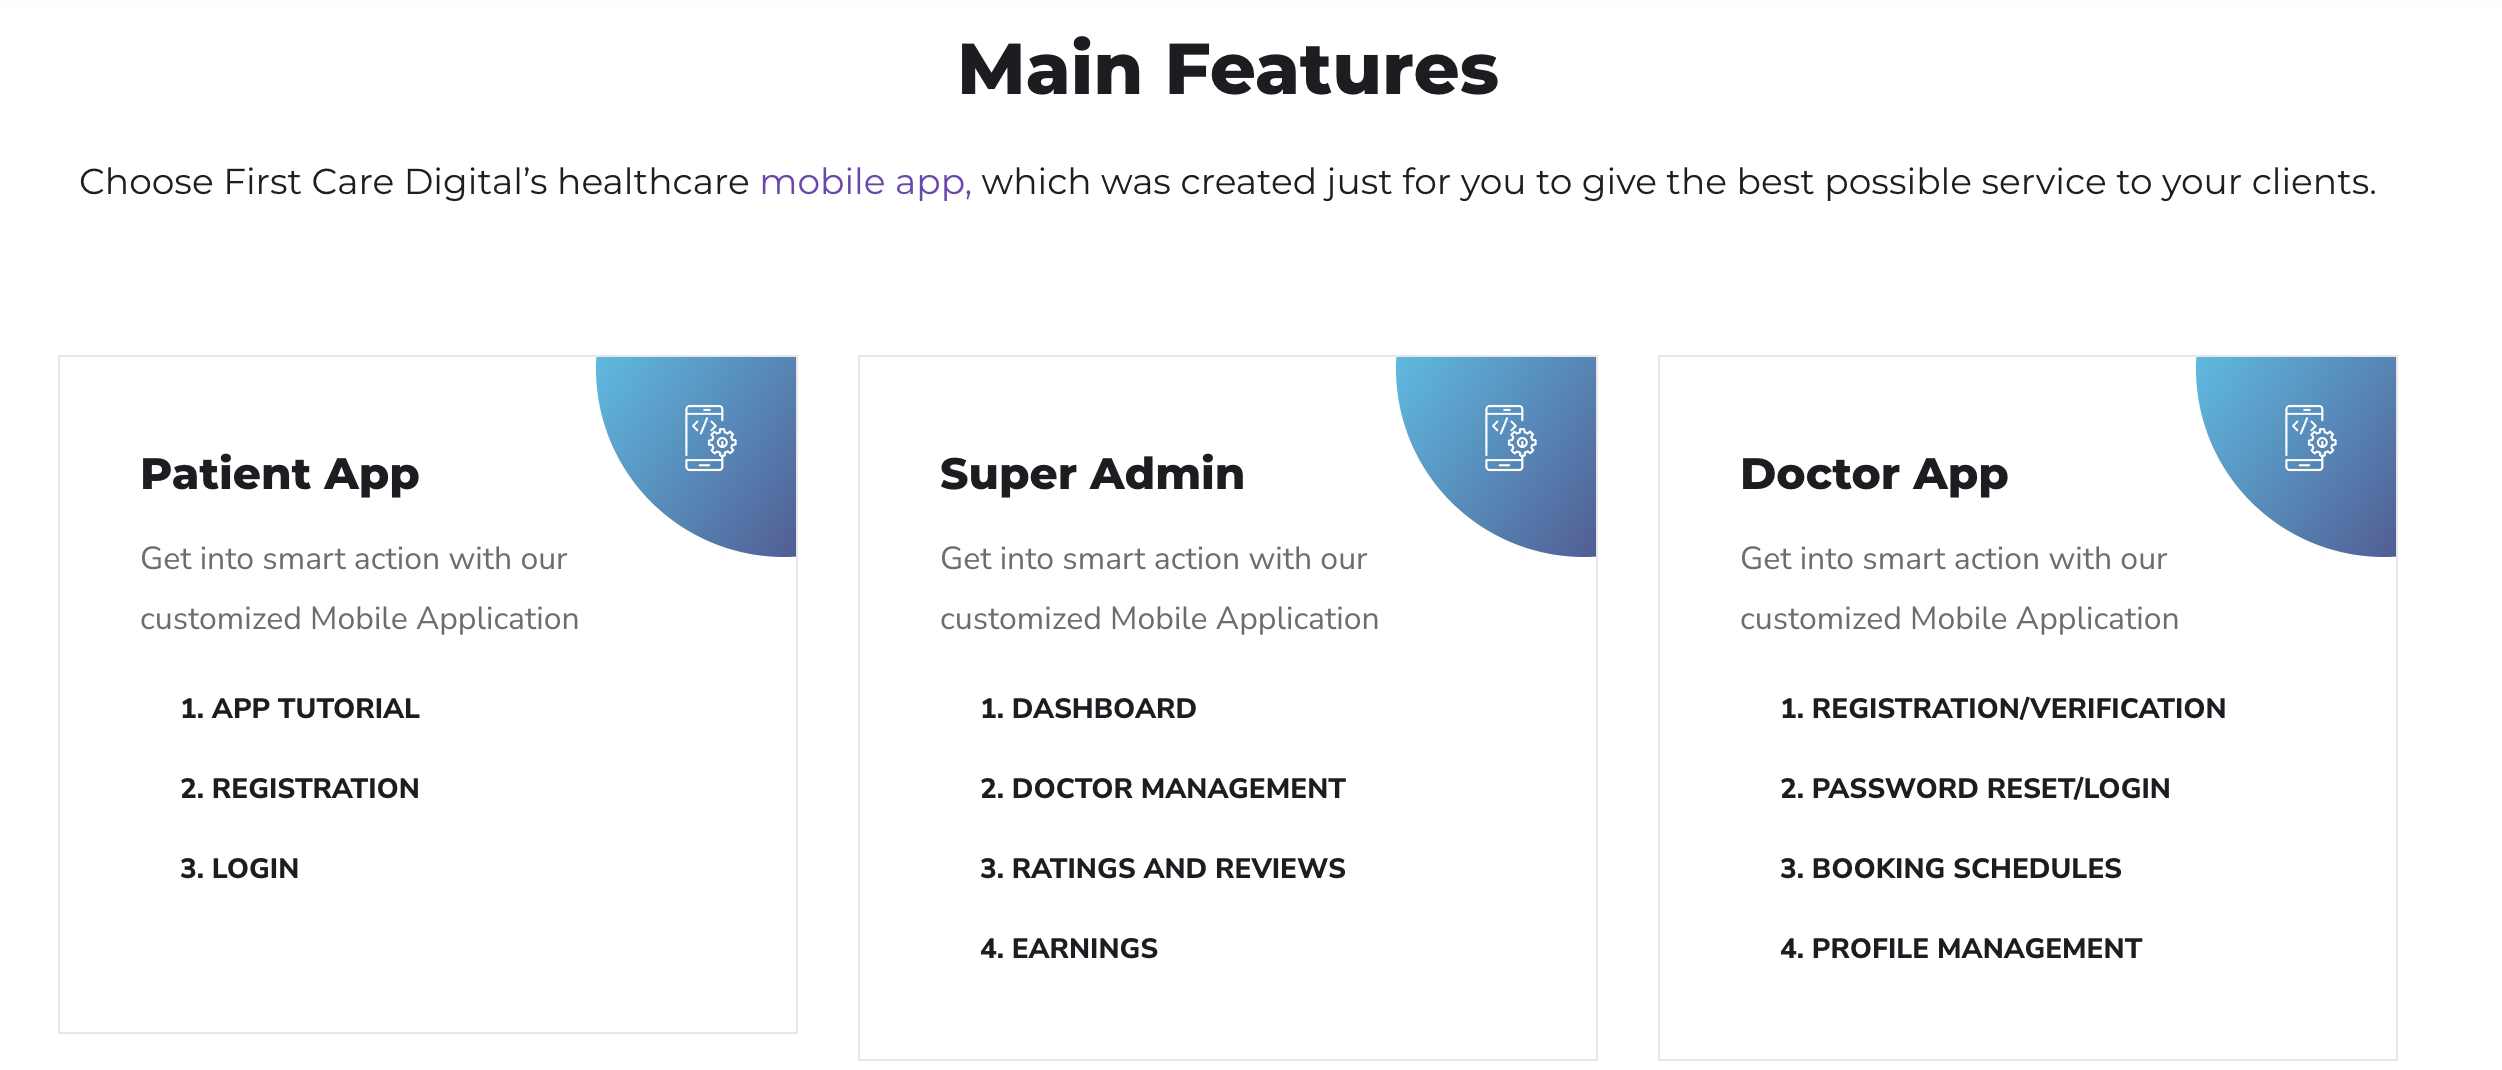 Main Features
Choose First Care Digital’s healthcare mobile app, which was created just for you to give the best possible service to your clients.
Patient App
Get into smart action with our
customized Mobile Application
1. APP TUTORIAL
2. REGISTRATION
3. LOGIN
Super Admin
Get into smart action with our
customized Mobile Application
1. DASHBOARD
2. DOCTOR MANAGEMENT
3. RATINGS AND REVIEWS
4. EARNINGS
Doctor App
Get into smart action with our
customized Mobile Application
1. REGISTRATION/VERIFICATION
2. PASSWORD RESET/LOGIN
3. BOOKING SCHEDULES
4. PROFILE MANAGEMENT